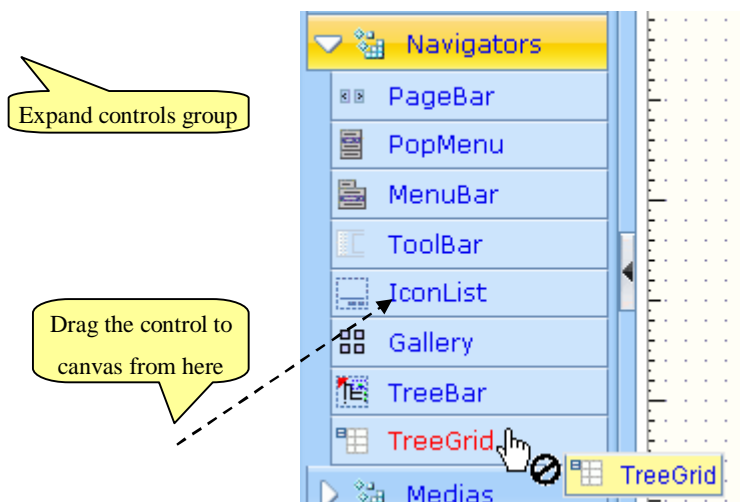 Navigators
Expand controls group
PageBar
PopMenu
MenuBar
ToolBar
IconList
Drag the control to
canvas from here
Gallery
TreeBar
TreeGrid
TreeGrid
Medias